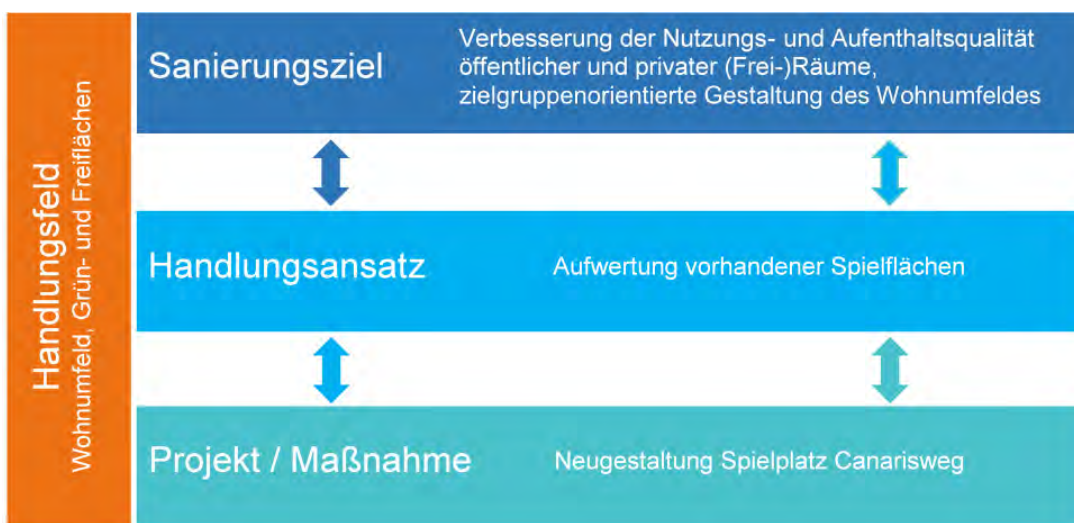 Handlungsfeld
Wohnumfeld, Grün- und Freiflächen
Sanierungsziel
Verbesserung der Nutzungs- und Aufenthaltsqualität
öffentlicher und privater (Frei-)Räume,
zielgruppenorientierte Gestaltung des Wohnumfeldes
Handlungsansatz
Aufwertung vorhandener Spielflächen
Projekt / Maßnahme
Neugestaltung Spielplatz Canarisweg